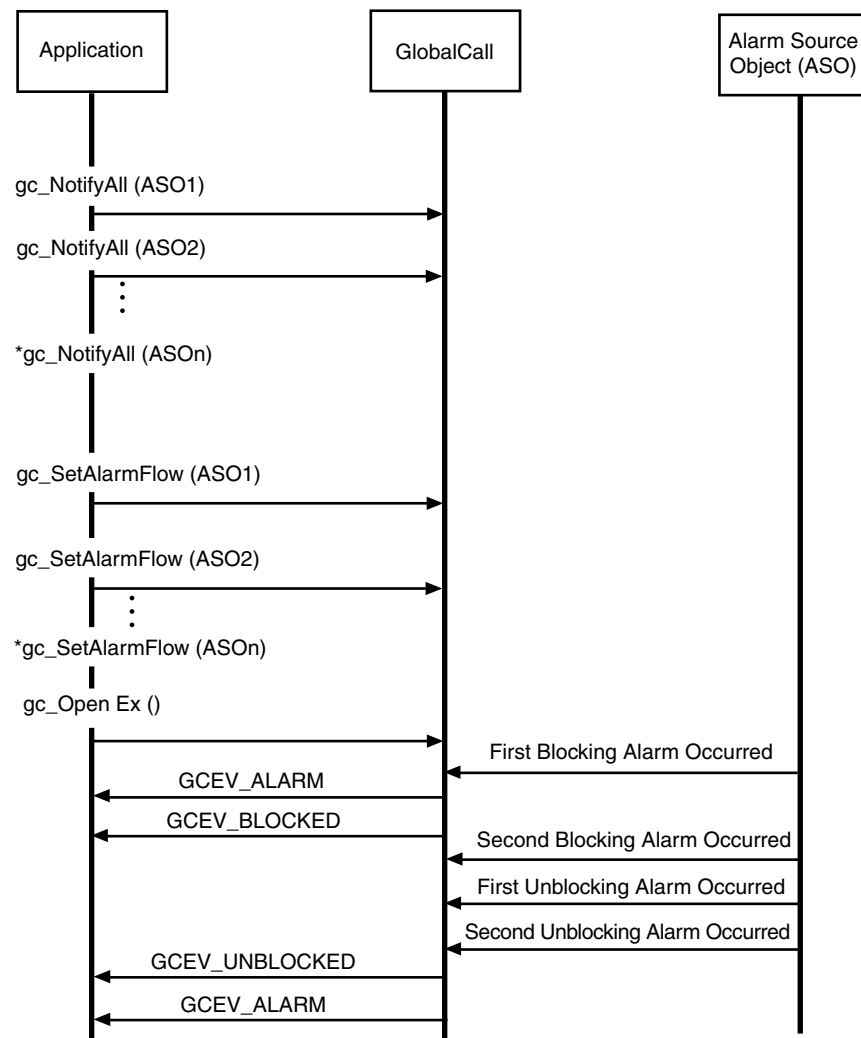 Application
GlobalCall
Alarm Source
Object (ASO)
gc_NotifyAll (ASO1)
gc_NotifyAll (ASO2)
*gc_NotifyAll (ASOn)
gc_SetAlarmFlow (ASO1)
gc_SetAlarmFlow (ASO2)
*gc_SetAlarmFlow (ASOn)
gc_Open Ex ()
First Blocking Alarm Occurred
GCEV_ALARM
GCEV_BLOCKED
Second Blocking Alarm Occurred
First Unblocking Alarm Occurred
Second Unblocking Alarm Occurred
GCEV_UNBLOCKED
GCEV_ALARM